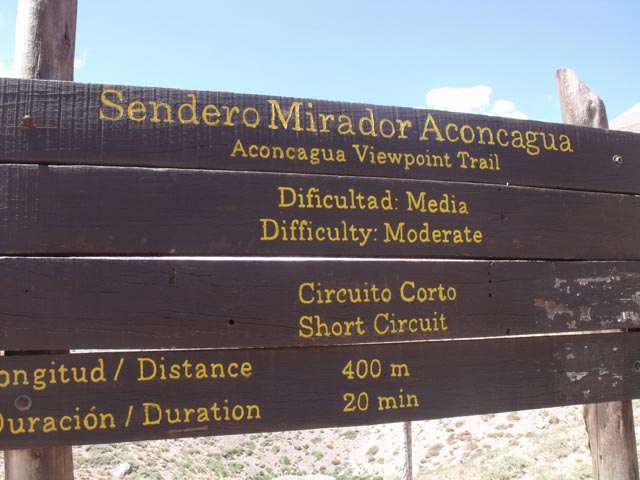 Sendero Mirador Aconcagua
Aconcagua Viewpoint Trail
Dificultad: Media
Difficulty: Moderate
Circuito Corto
Short Circuit
ongitud / Distance 400 m
Duración / Duration 20 min